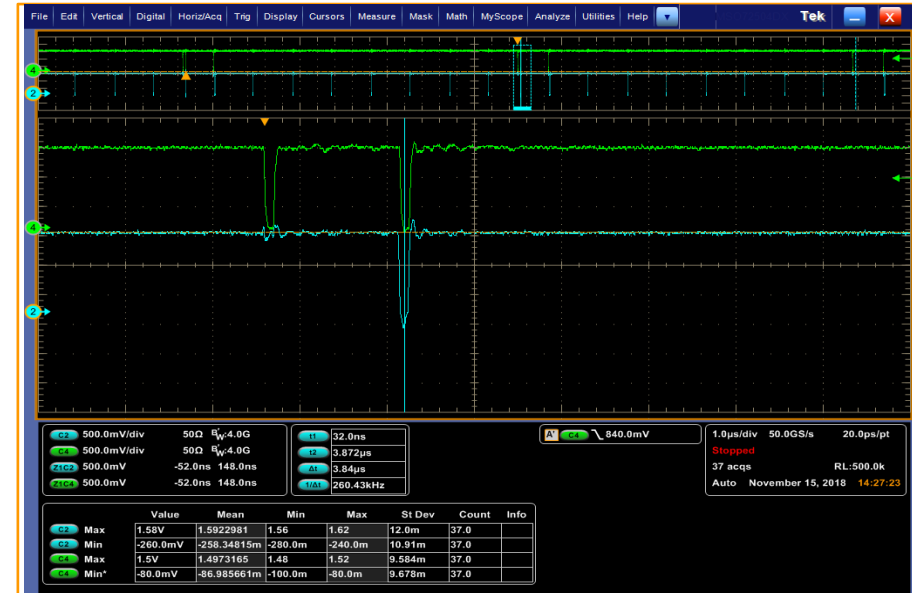 File Edit Vertical Digital Horiz/Acq Trig Display Cursors Measure Mask Math MyScope Analyze Utilities Help Tek X
4
2
4
2
C2 500.0mV/div 50Ω BW:4.0G
C4 500.0mV/div 50Ω BW:4.0G
Z1C2 500.0mV -52.0ns 148.0ns
Z1C4 500.0mV -52.0ns 148.0ns
t1 32.0ns
t2 3.872µs
Δt 3.84µs
1/Δt 260.43kHz
A' C4 840.0mV
1.0µs/div 50.0GS/s 20.0ps/pt
Stopped
37 acqs RL:500.0k
Auto November 15, 2018 14:27:23
Value Mean Min Max St Dev Count Info
C2 Max 1.58V 1.5922981 1.56 1.62 12.0m 37.0
C2 Min -260.0mV -258.34815m -280.0m -240.0m 10.91m 37.0
C4 Max 1.5V 1.4973165 1.48 1.52 9.584m 37.0
C4 Min* -80.0mV -86.985661m -100.0m -80.0m 9.678m 37.0